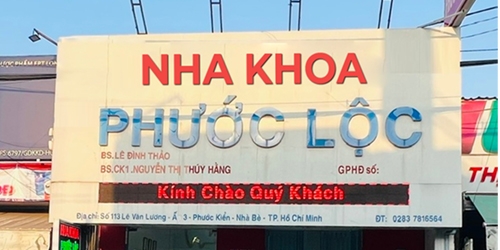 NHA KHOA
PHƯỚC LỘC
BS.LÊ ĐÌNH THẢO
BS.CK1.NGUYỄN THỊ THÚY HẰNG
GPHĐ số:
Kính Chào Quý Khách
Địa chỉ: Số 113 Lê Văn Lương - Ấ 3 - Phước Kiển - Nhà Bè - TP. Hồ Chí Minh
ĐT: 0283 7816564